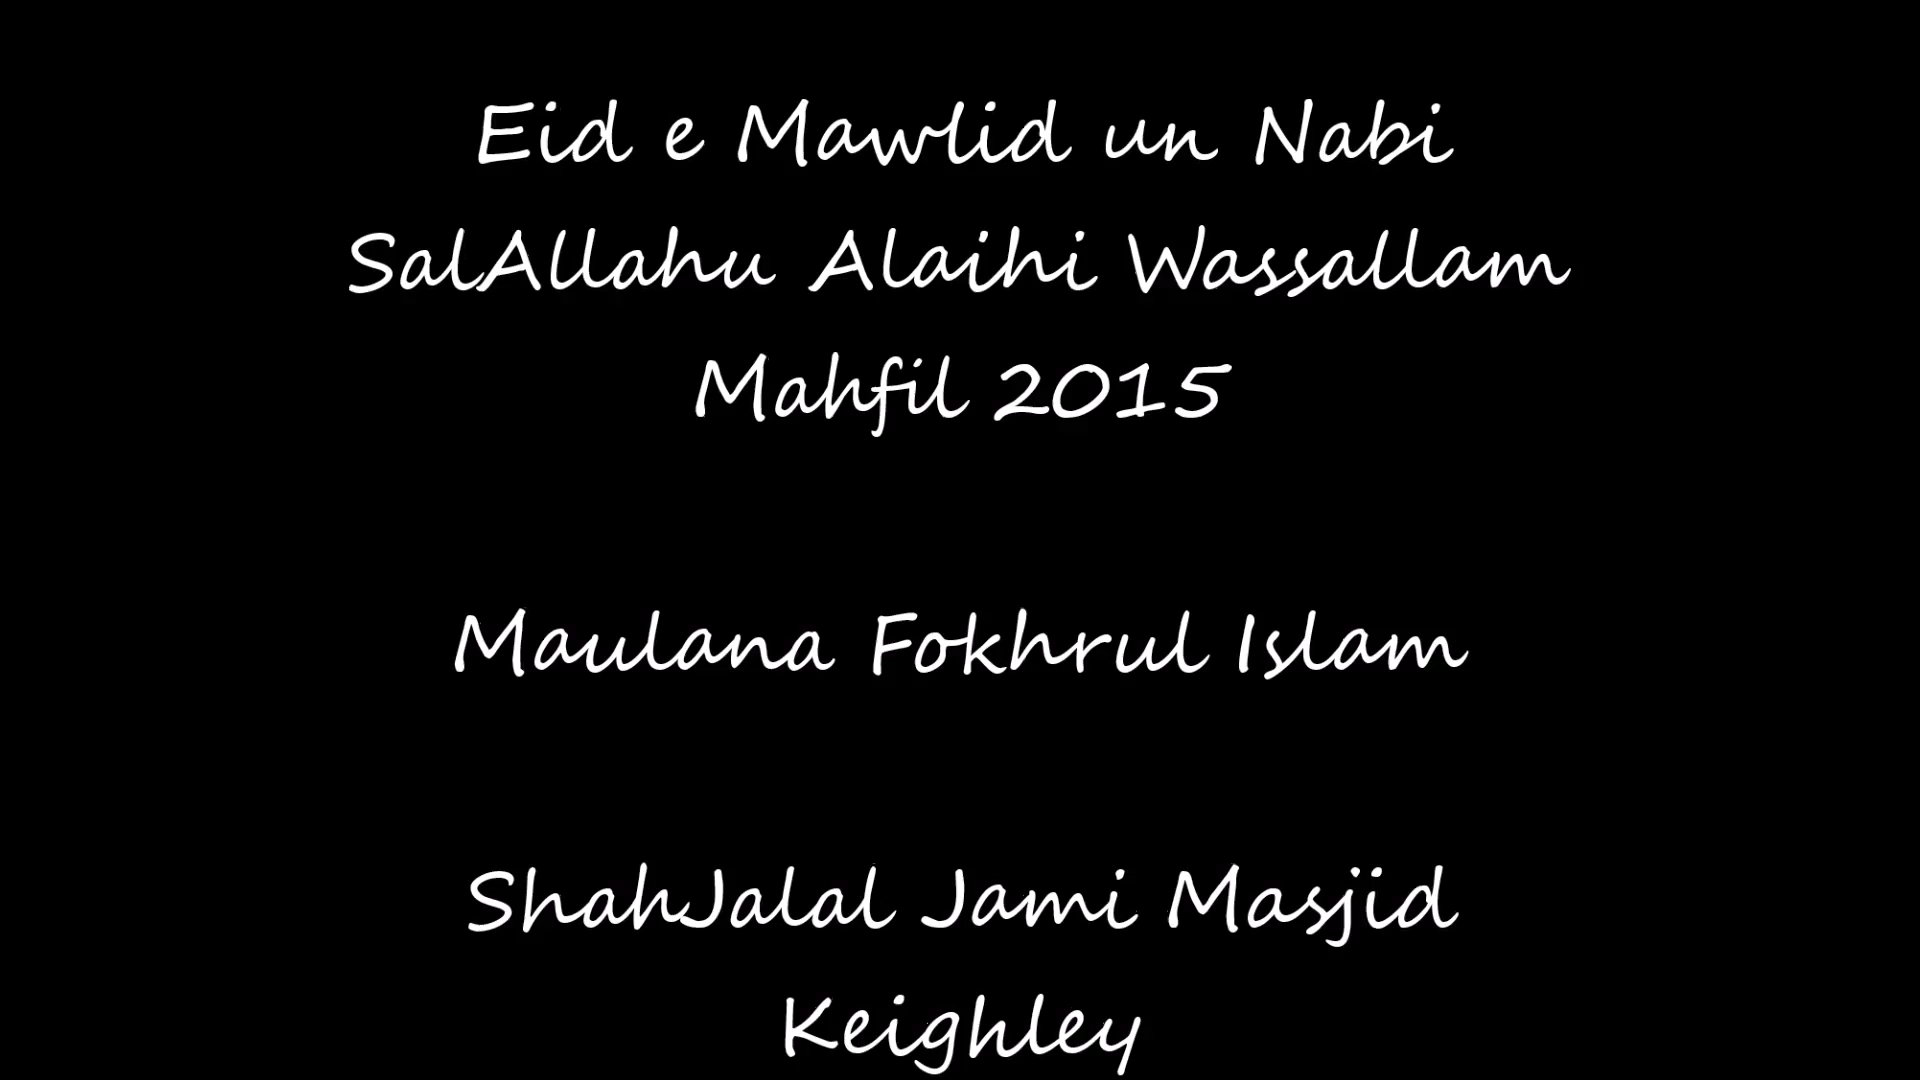 Eid e Mawlid un Nabi
SalAllahu Alaihi Wassallam
Mahfil 2015
Maulana Fokhrul Islam
ShahJalal Jami Masjid
Keighley